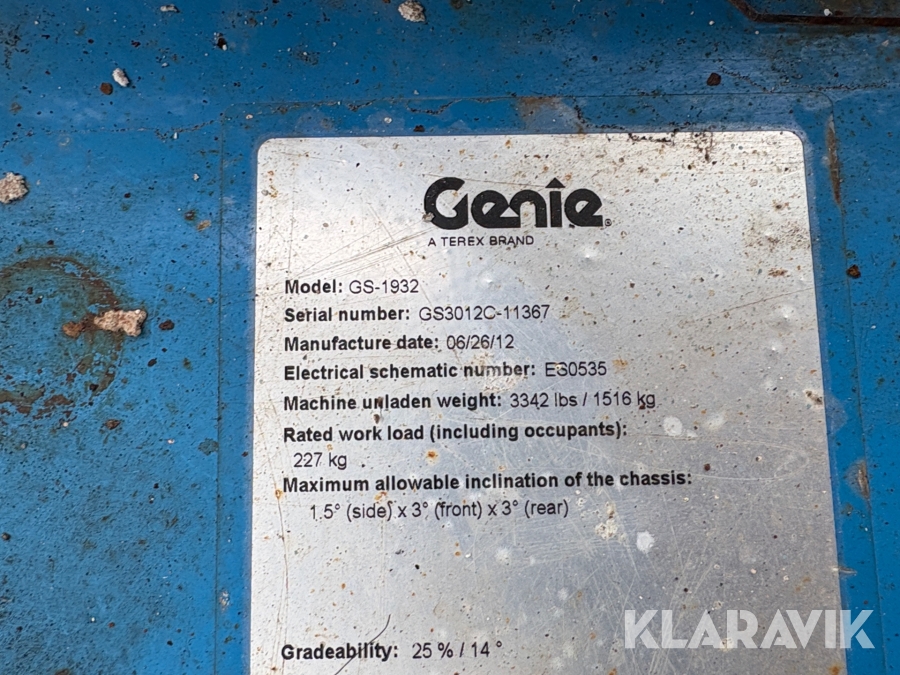 Genie®
A TEREX BRAND
Model: GS-1932
Serial number: GS3012C-11367
Manufacture date: 06/26/12
Electrical schematic number: ES0535
Machine unladen weight: 3342 lbs / 1516 kg
Rated work load (including occupants):
227 kg
Maximum allowable inclination of the chassis:
1.5° (side) x 3° (front) x 3° (rear)
Gradeability: 25 % / 14 °
KLARAVIK